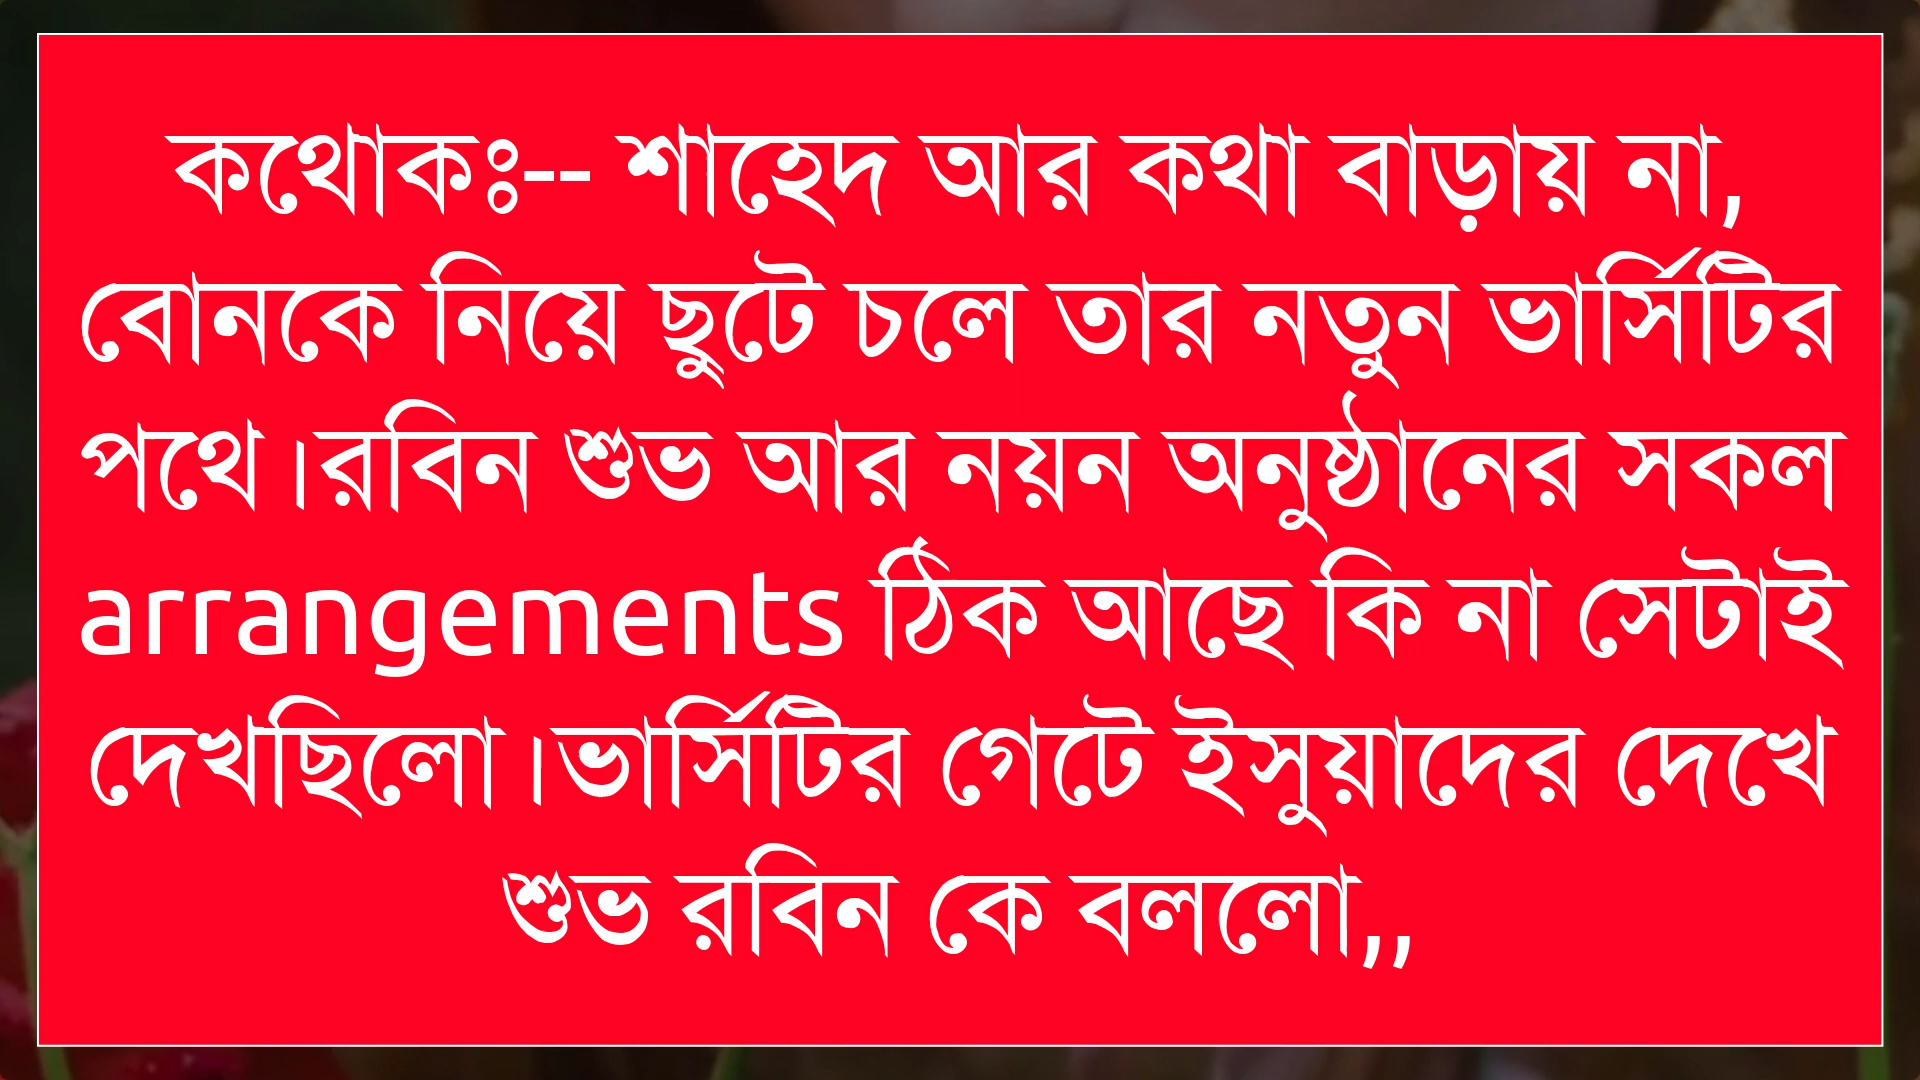 কথোকঃ-- শাহেদ আর কথা বাড়ায় না,
বোনকে নিয়ে ছুটে চলে তার নতুন ভার্সিটির
পথে।রবিন শুভ আর নয়ন অনুষ্ঠানের সকল
arrangements ঠিক আছে কি না সেটাই
দেখছিলো।ভার্সিটির গেটে ইসুয়াদের দেখে
শুভ রবিন কে বললো,,